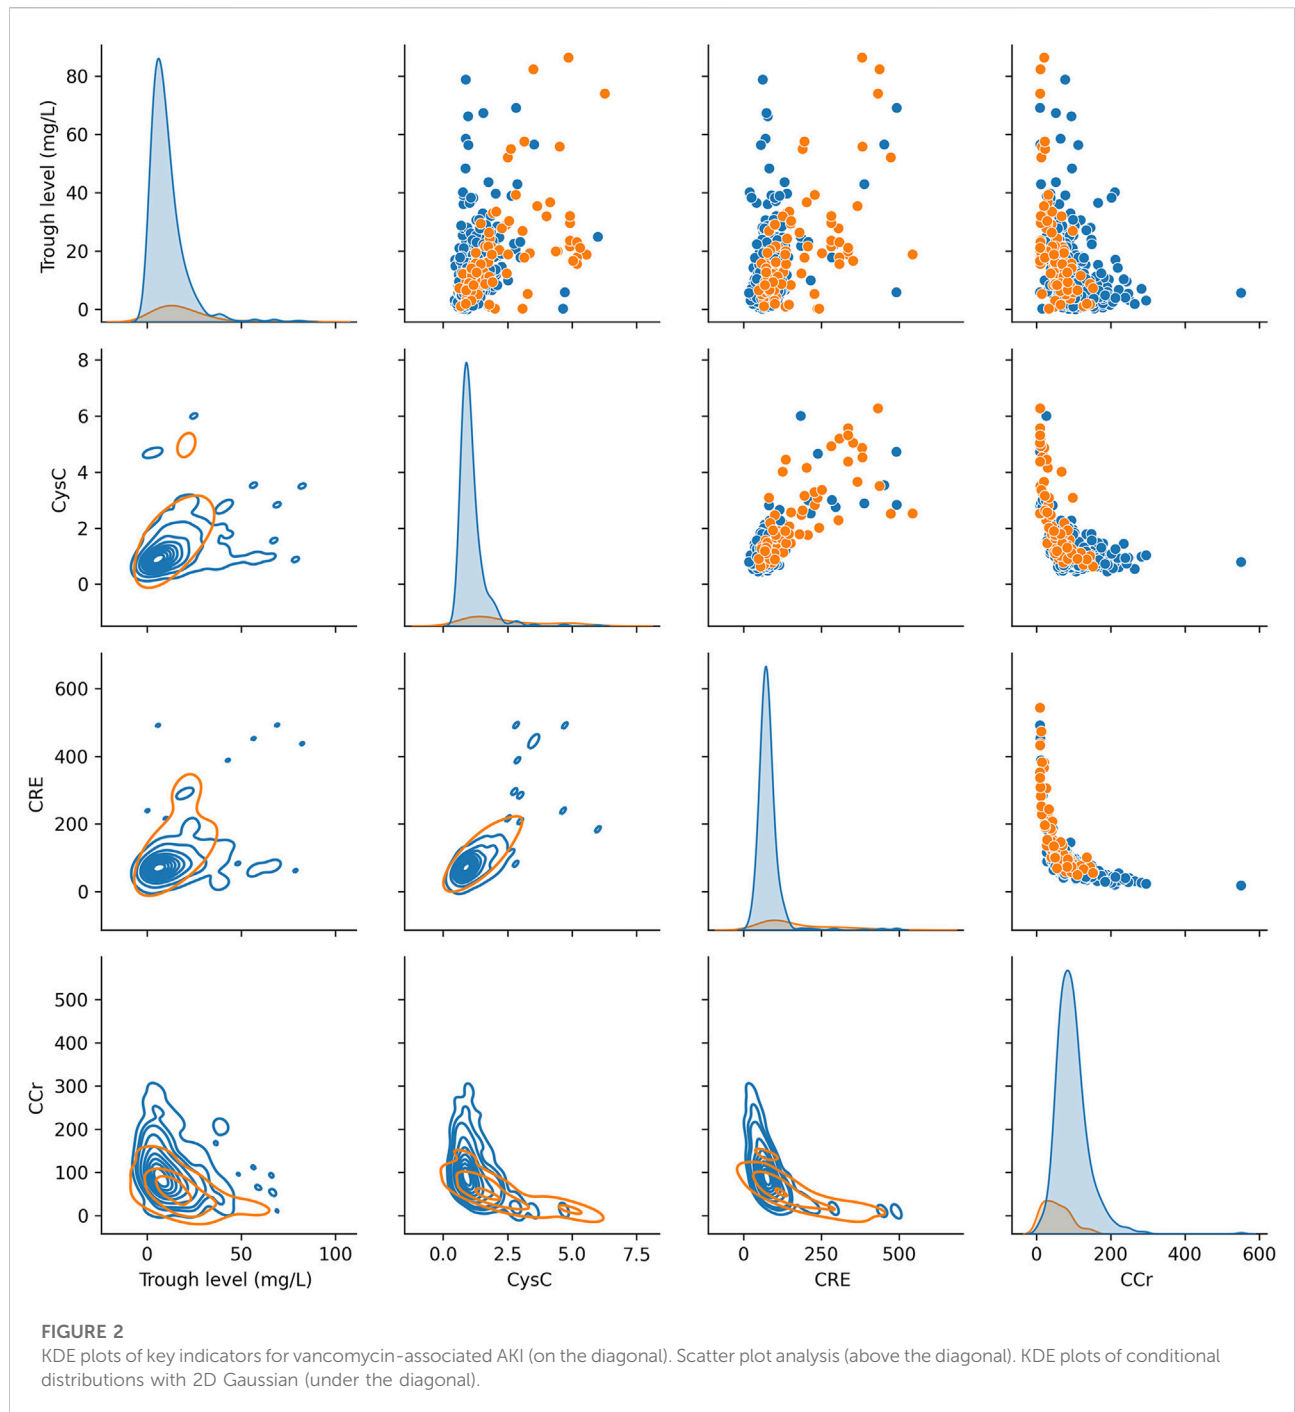 80
60
40
20
0
Trough level (mg/L)
8
6
4
2
0
CysC
600
400
200
0
CRE
500
400
300
200
100
0
CCr
0 50 100
Trough level (mg/L)
0.0 2.5 5.0 7.5
CysC
0 250 500
CRE
0 200 400 600
CCr
FIGURE 2
KDE plots of key indicators for vancomycin-associated AKI (on the diagonal). Scatter plot analysis (above the diagonal). KDE plots of conditional
distributions with 2D Gaussian (under the diagonal).